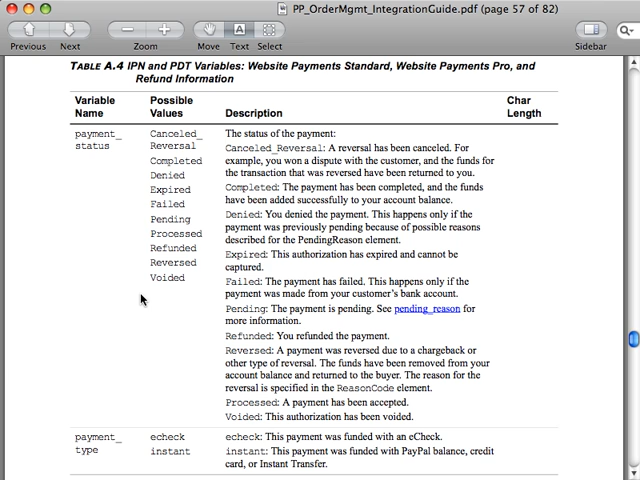 PP_OrderMgmt_IntegrationGuide.pdf (page 57 of 82)
Previous Next Zoom Move Text Select Sidebar
TABLE A.4 IPN and PDT Variables: Website Payments Standard, Website Payments Pro, and
Refund Information
Variable Name
Possible Values
Description
Char Length
payment_
status
Canceled_
Reversal
Completed
Denied
Expired
Failed
Pending
Processed
Refunded
Reversed
Voided
The status of the payment:
Canceled_Reversal: A reversal has been canceled. For
example, you won a dispute with the customer, and the funds for
the transaction that was reversed have been returned to you.
Completed: The payment has been completed, and the funds
have been added successfully to your account balance.
Denied: You denied the payment. This happens only if the
payment was previously pending because of possible reasons
described for the PendingReason element.
Expired: This authorization has expired and cannot be
captured.
Failed: The payment has failed. This happens only if the
payment was made from your customer's bank account.
Pending: The payment is pending. See pending_reason for
more information.
Refunded: You refunded the payment.
Reversed: A payment was reversed due to a chargeback or
other type of reversal. The funds have been removed from your
account balance and returned to the buyer. The reason for the
reversal is specified in the ReasonCode element.
Processed: A payment has been accepted.
Voided: This authorization has been voided.
payment_
type
echeck
instant
echeck: This payment was funded with an eCheck.
instant: This payment was funded with PayPal balance, credit
card, or Instant Transfer.